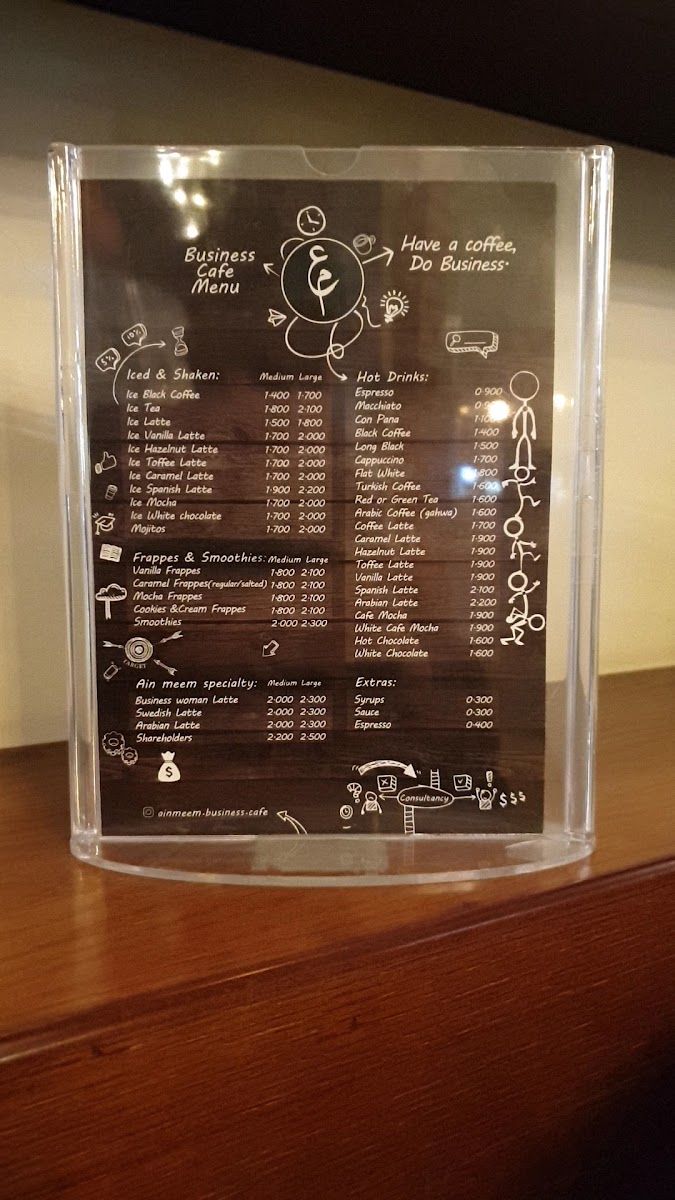 Business
Cafe
Menu
Have a coffee,
Do Business.
5%
10%
Iced & Shaken: Medium Large
Ice Black Coffee 1.400 1.700
Ice Tea 1.800 2.100
Ice Latte 1.500 1.800
Ice Vanilla Latte 1.700 2.000
Ice Hazelnut Latte 1.700 2.000
Ice Toffee Latte 1.700 2.000
Ice Caramel Latte 1.700 2.000
Ice Spanish Latte 1.900 2.200
Ice Mocha 1.700 2.000
Ice White chocolate 1.700 2.000
Mojitos 1.700 2.000
Frappes & Smoothies: Medium Large
Vanilla Frappes 1.800 2.100
Caramel Frappes(regular/salted) 1.800 2.100
Mocha Frappes 1.800 2.100
Cookies &Cream Frappes 1.800 2.100
Smoothies 2.000 2.300
TARGET
Ain meem specialty: Medium Large
Business woman Latte 2.000 2.300
Swedish Latte 2.000 2.300
Arabian Latte 2.000 2.300
Shareholders 2.200 2.500
$
ainmeem.business.cafe
Hot Drinks:
Espresso 0.900
Macchiato
Con Pana
Black Coffee 1.400
Long Black 1.500
Cappuccino 1.700
Flat White 1.800
Turkish Coffee 1.600
Red or Green Tea 1.600
Arabic Coffee (gahwa) 1.600
Coffee Latte 1.700
Caramel Latte 1.900
Hazelnut Latte 1.900
Toffee Latte 1.900
Vanilla Latte 1.900
Spanish Latte 2.100
Arabian Latte 2.200
Cafe Mocha 1.900
White Cafe Mocha 1.900
Hot Chocolate 1.600
White Chocolate 1.600
Extras:
Syrups 0.300
Sauce 0.300
Espresso 0.400
Consultancy
$$$